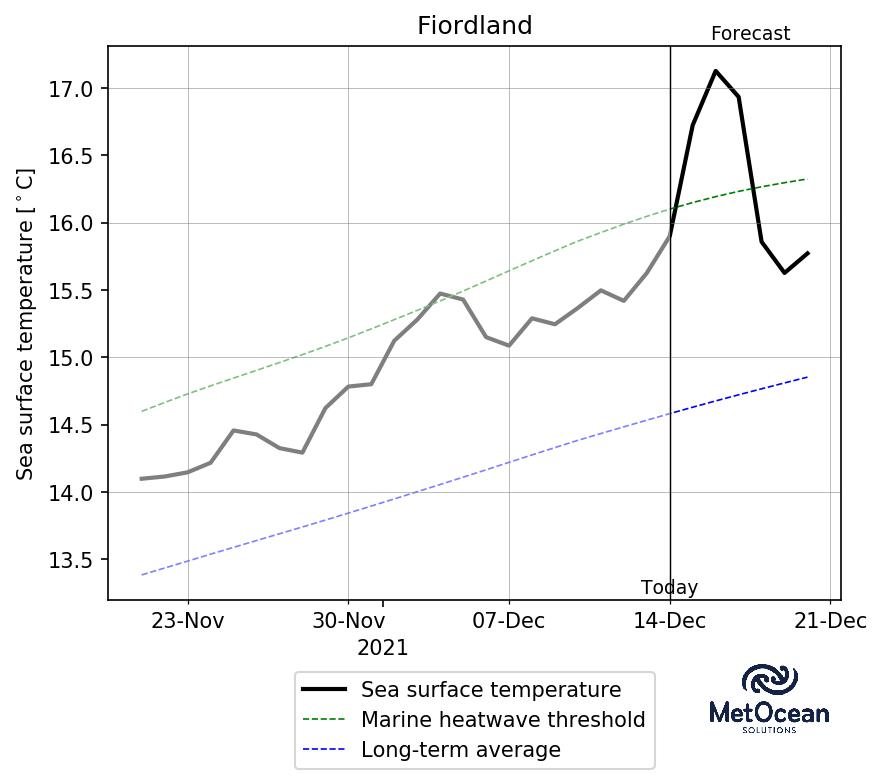 Fiordland
Forecast
Sea surface temperature [°C]
17.0
16.5
16.0
15.5
15.0
14.5
14.0
13.5
Today
23-Nov
30-Nov
07-Dec
14-Dec
21-Dec
2021
Sea surface temperature
Marine heatwave threshold
Long-term average
MetOcean
SOLUTIONS